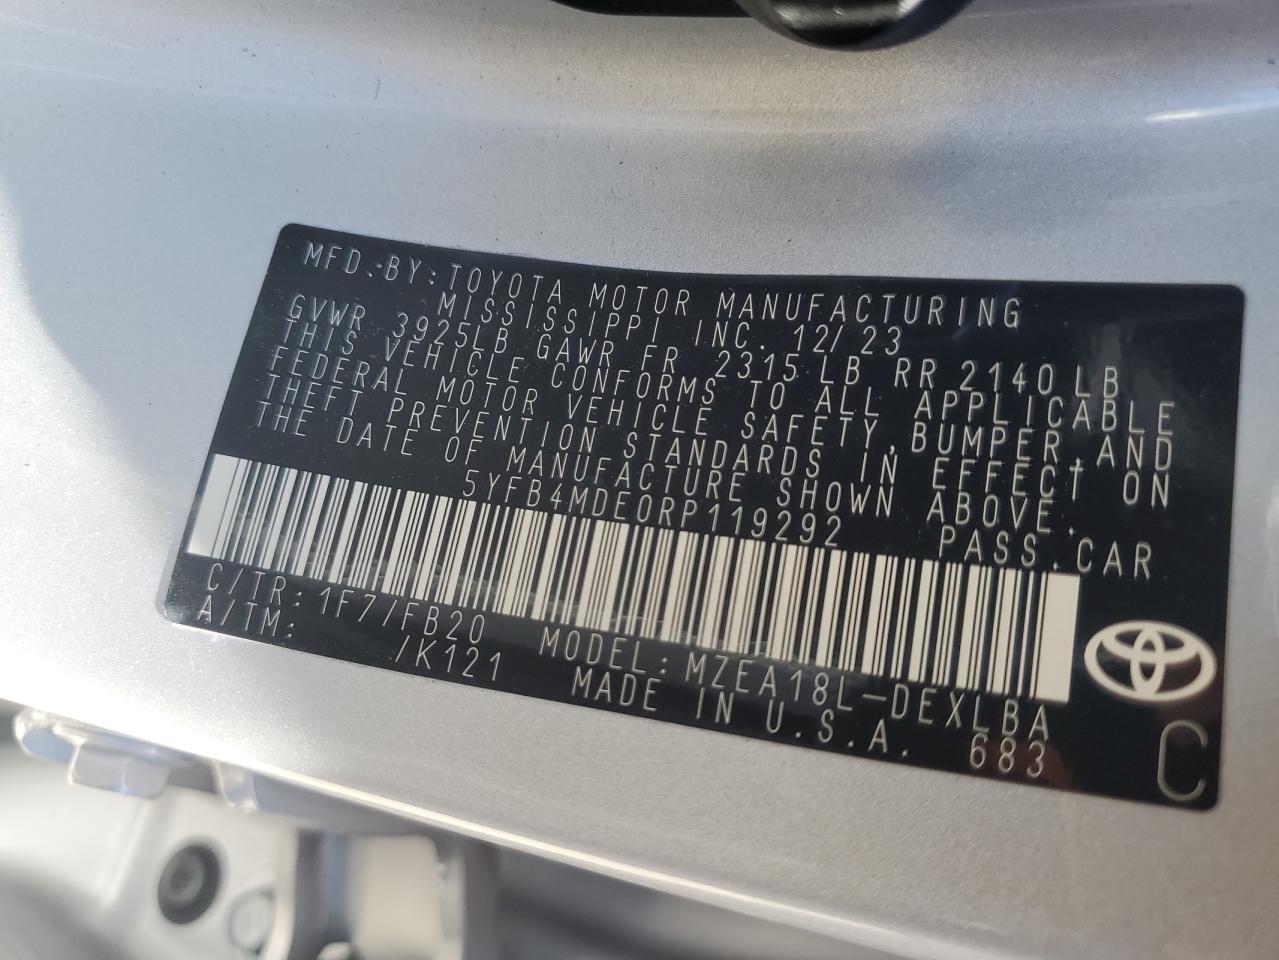 MFD. BY: TOYOTA MOTOR MANUFACTURING
MISSISSIPPI INC. 12/23
GVWR 3925LB GAWR FR 2315 LB RR 2140 LB
THIS VEHICLE CONFORMS TO ALL APPLICABLE
FEDERAL MOTOR VEHICLE SAFETY, BUMPER AND
THEFT PREVENTION STANDARDS IN EFFECT ON
THE DATE OF MANUFACTURE SHOWN ABOVE.
5YFB4MDE0RP119292 PASS. CAR
C/TR: 1F7/FB20 MODEL: MZEA18L-DEXLBA
A/TM: /K121 MADE IN U.S.A. 683
C